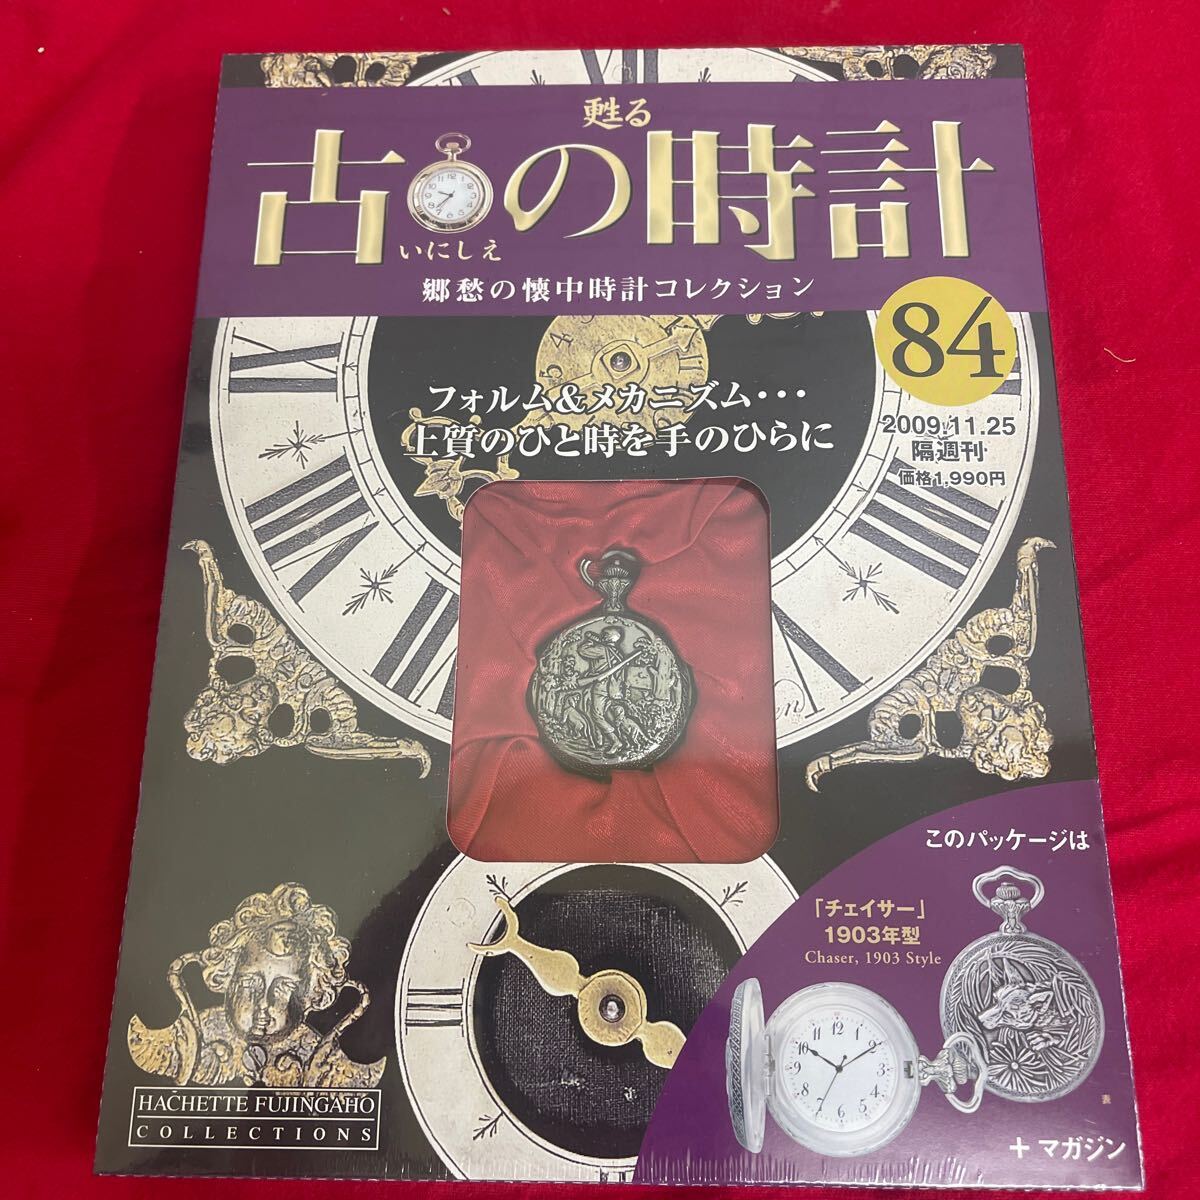 甦る
古の時計
いにしえ
郷愁の懐中時計コレクション
84
2009.11.25
隔週刊
価格1,990円
フォルム&メカニズム・・・
上質のひと時を手のひらに
このパッケージは
「チェイサー」
1903年型
Chaser, 1903 Style
表
+マガジン
HACHETTE FUJINGAHO
COLLECTIONS